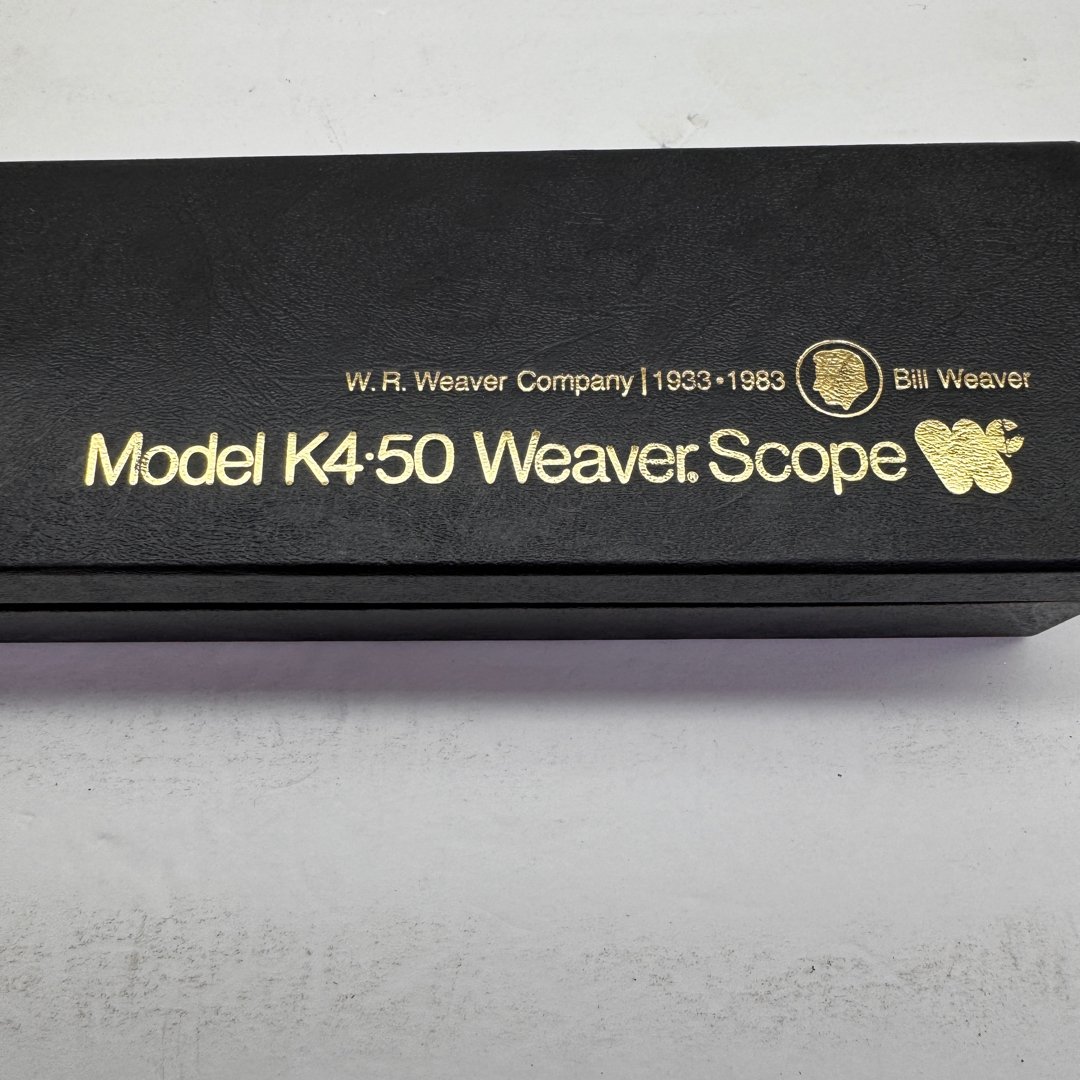 W. R. Weaver Company | 1933•1983 Bill Weaver
Model K4·50 Weaver® Scope